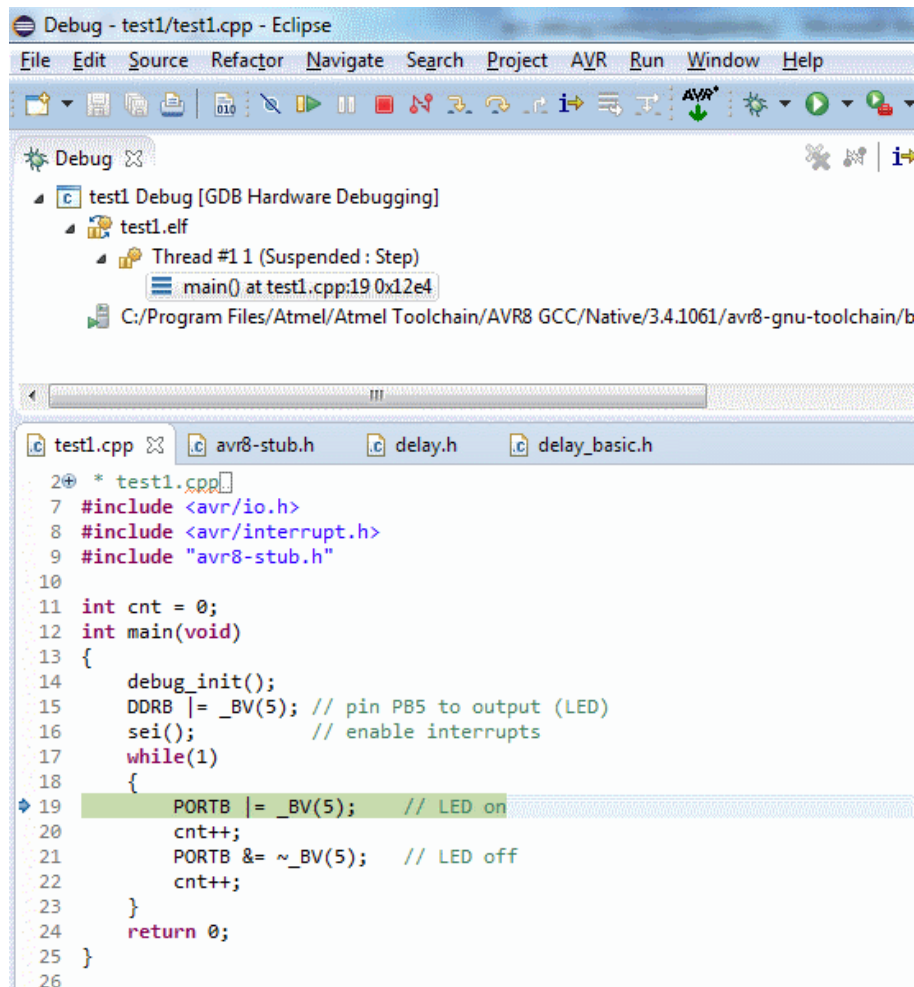 Debug - test1/test1.cpp - Eclipse
File Edit Source Refactor Navigate Search Project AVR Run Window Help
010 i AVR
Debug
test1 Debug [GDB Hardware Debugging]
test1.elf
Thread #1 1 (Suspended : Step)
main() at test1.cpp:19 0x12e4
C:/Program Files/Atmel/Atmel Toolchain/AVR8 GCC/Native/3.4.1061/avr8-gnu-toolchain/b
test1.cpp avr8-stub.h delay.h delay_basic.h
2 * test1.cpp
7 #include <avr/io.h>
8 #include <avr/interrupt.h>
9 #include "avr8-stub.h"
10
11 int cnt = 0;
12 int main(void)
13 {
14 debug_init();
15 DDRB |= _BV(5); // pin PB5 to output (LED)
16 sei(); // enable interrupts
17 while(1)
18 {
19 PORTB |= _BV(5); // LED on
20 cnt++;
21 PORTB &= ~_BV(5); // LED off
22 cnt++;
23 }
24 return 0;
25 }
26